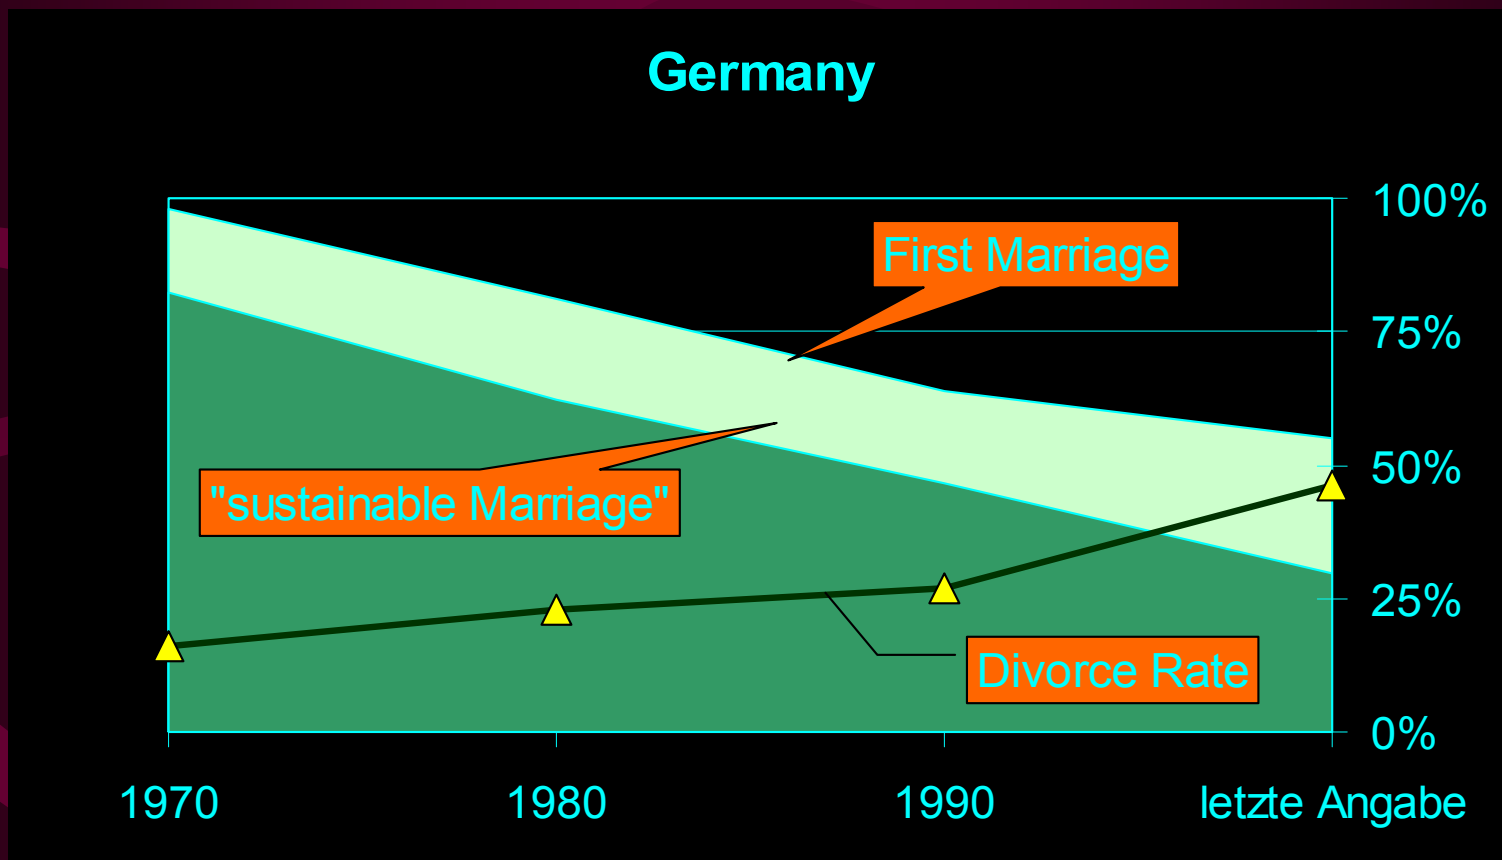 Germany
100%
First Marriage
75%
50%
"sustainable Marriage"
25%
Divorce Rate
0%
1970 1980 1990 letzte Angabe